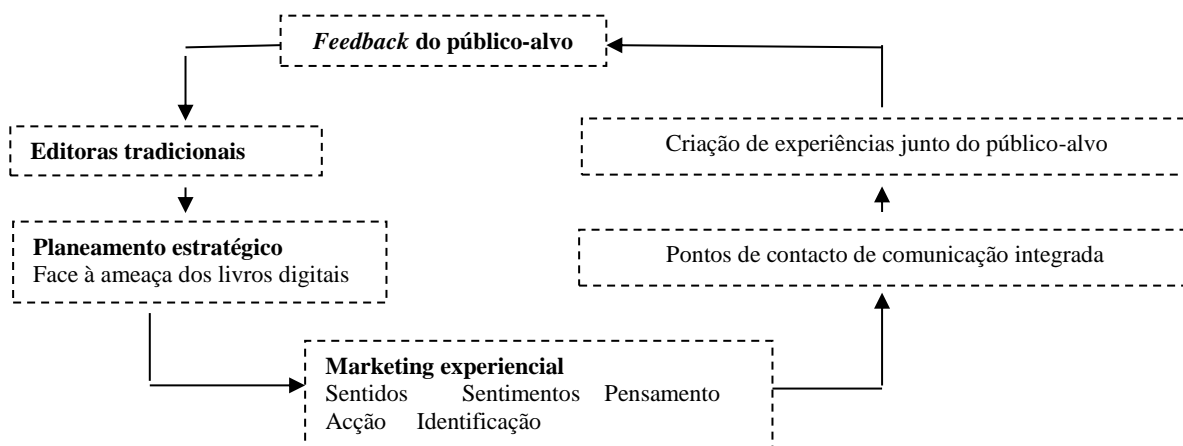 Feedback do público-alvo
Editoras tradicionais
Criação de experiências junto do público-alvo
Planeamento estratégico
Face à ameaça dos livros digitais
Pontos de contacto de comunicação integrada
Marketing experiencial
Sentidos Sentimentos Pensamento
Acção Identificação